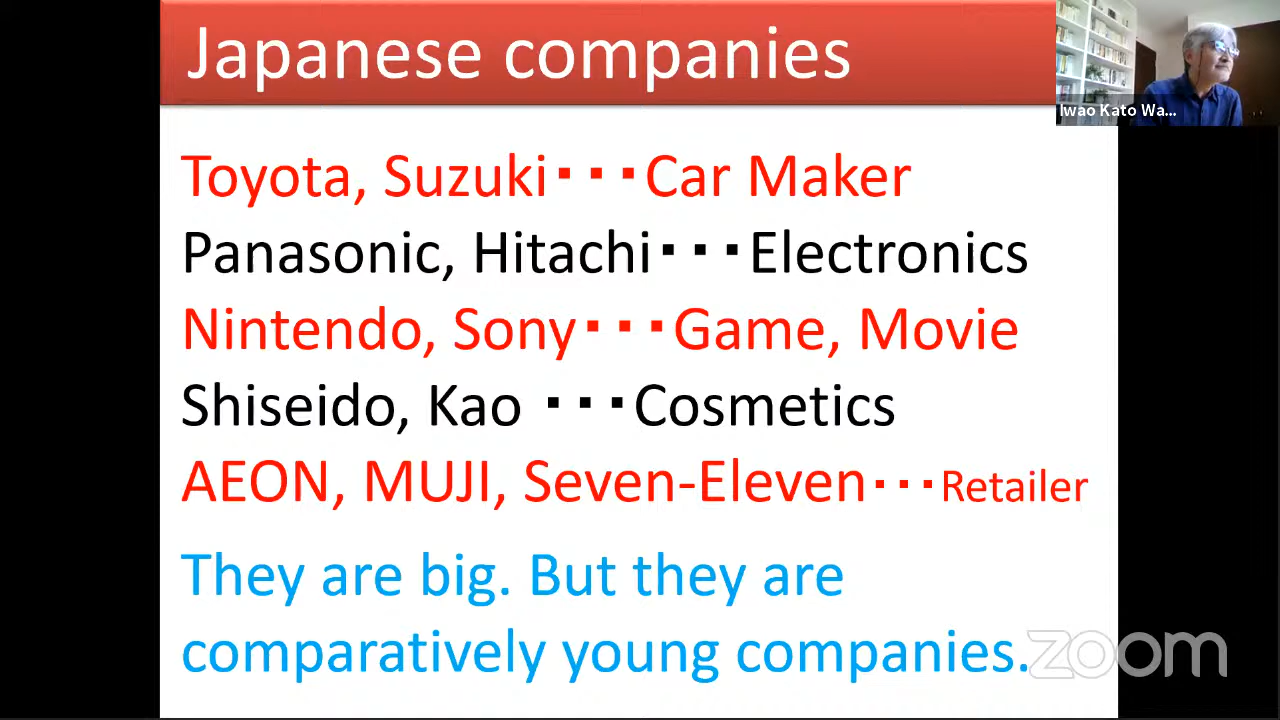 Japanese companies
Iwao Kato Wa...
Toyota, Suzuki・・・Car Maker
Panasonic, Hitachi・・・Electronics
Nintendo, Sony・・・Game, Movie
Shiseido, Kao ・・・Cosmetics
AEON, MUJI, Seven-Eleven・・・Retailer
They are big. But they are
comparatively young companies.
zoom